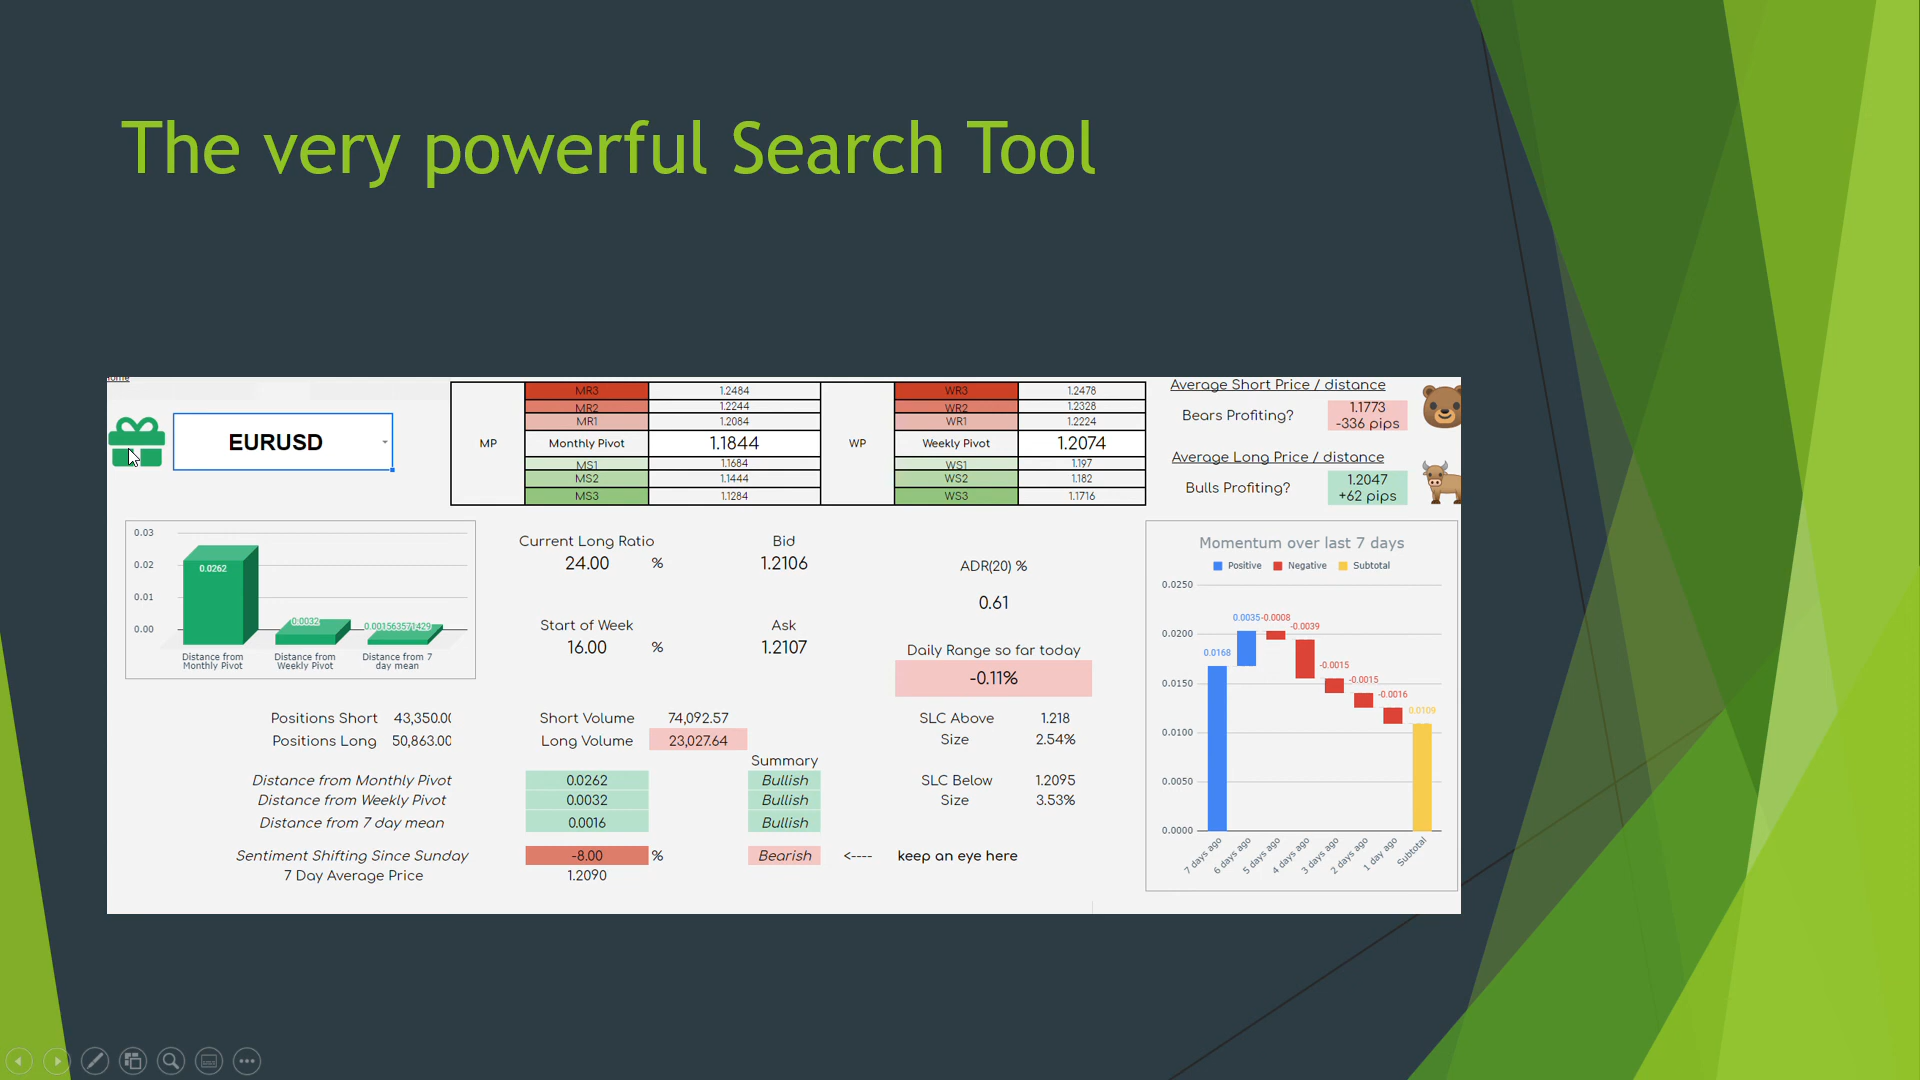 The very powerful Search Tool
EURUSD
MP
MR3 1.2484
MR2 1.2244
MR1 1.2084
Monthly Pivot 1.1844
MS1 1.1684
MS2 1.1444
MS3 1.1284
WP
WR3 1.2478
WR2 1.2328
WR1 1.2224
Weekly Pivot 1.2074
WS1 1.197
WS2 1.182
WS3 1.1716
Average Short Price / distance
Bears Profiting? 1.1773
-336 pips
Average Long Price / distance
Bulls Profiting? 1.2047
+62 pips
0.03
0.02
0.01
0.00
0.0262
0.0032
0.001563571429
Distance from
Monthly Pivot
Distance from
Weekly Pivot
Distance from 7
day mean
Current Long Ratio
24.00 %
Bid
1.2106
Start of Week
16.00 %
Ask
1.2107
ADR(20) %
0.61
Daily Range so far today
-0.11%
Positions Short 43,350.00
Positions Long 50,863.00
Short Volume 74,092.57
Long Volume 23,027.64
SLC Above 1.218
Size 2.54%
Summary
Distance from Monthly Pivot 0.0262 Bullish
Distance from Weekly Pivot 0.0032 Bullish
Distance from 7 day mean 0.0016 Bullish
SLC Below 1.2095
Size 3.53%
Sentiment Shifting Since Sunday -8.00 % Bearish <---- keep an eye here
7 Day Average Price 1.2090
Momentum over last 7 days
Positive Negative Subtotal
0.0250
0.0200
0.0150
0.0100
0.0050
0.0000
0.0168
0.0035
-0.0008
-0.0039
-0.0015
-0.0015
-0.0016
0.0109
7 days ago
6 days ago
5 days ago
4 days ago
3 days ago
2 days ago
1 day ago
Subtotal